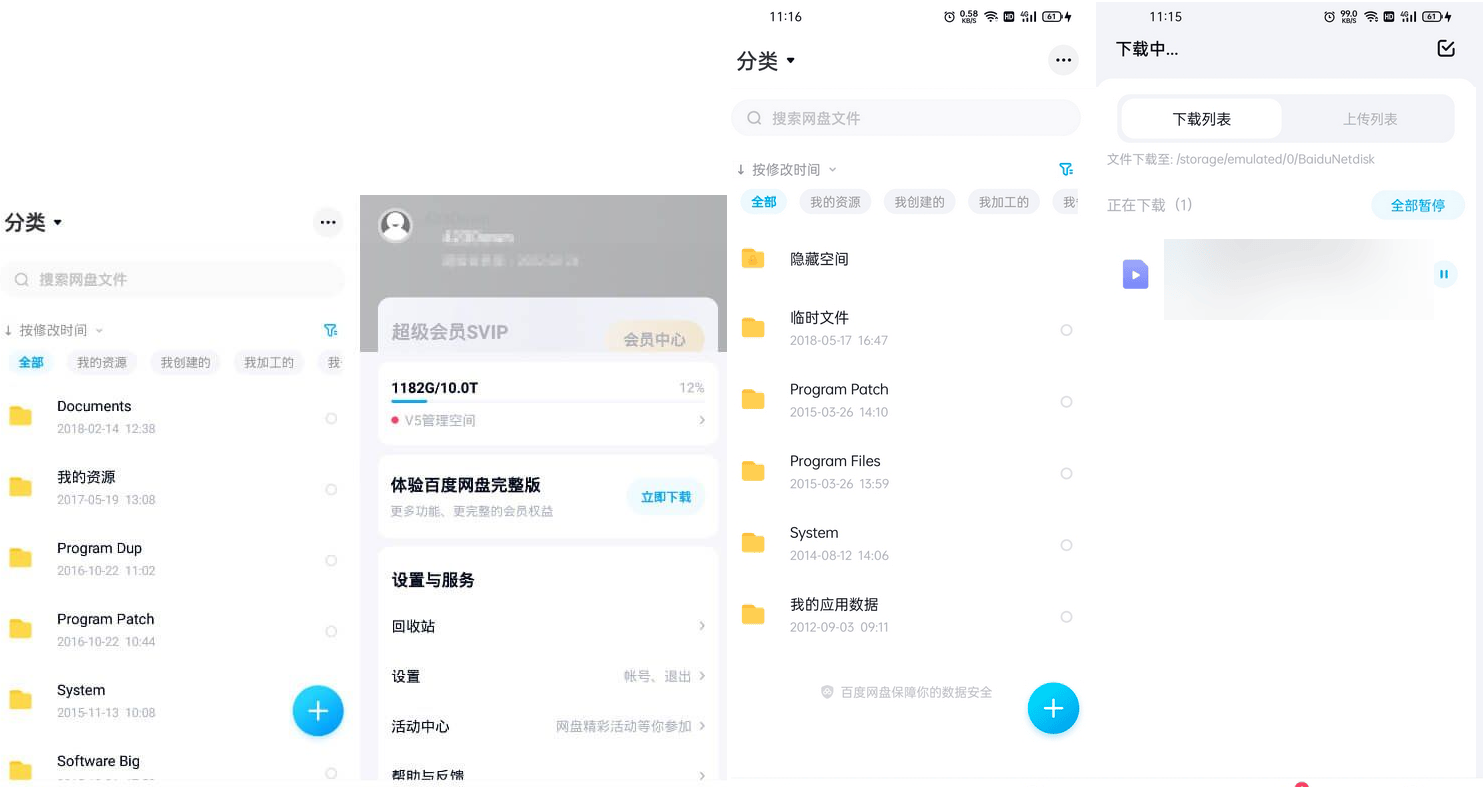 分类
搜索网盘文件
按修改时间
全部 我的资源 我创建的 我加工的 我
Documents
2018-02-14 12:38
我的资源
2017-05-19 13:08
Program Dup
2016-10-22 11:02
Program Patch
2016-10-22 10:44
System
2015-11-13 10:08
Software Big
超级会员SVIP
会员中心
1182G/10.0T 12%
V5管理空间
体验百度网盘完整版
更多功能、更完整的会员权益
立即下载
设置与服务
回收站
设置 帐号、退出
活动中心 网盘精彩活动等你参加
帮助与反馈
11:16 0.58 KB/S HD 4G 61
分类
搜索网盘文件
按修改时间
全部 我的资源 我创建的 我加工的 我
隐藏空间
临时文件
2018-05-17 16:47
Program Patch
2015-03-26 14:10
Program Files
2015-03-26 13:59
System
2014-08-12 14:06
我的应用数据
2012-09-03 09:11
百度网盘保障你的数据安全
11:15 99.0 KB/S HD 4G 61
下载中...
下载列表 上传列表
文件下载至: /storage/emulated/0/BaiduNetdisk
正在下载（1） 全部暂停